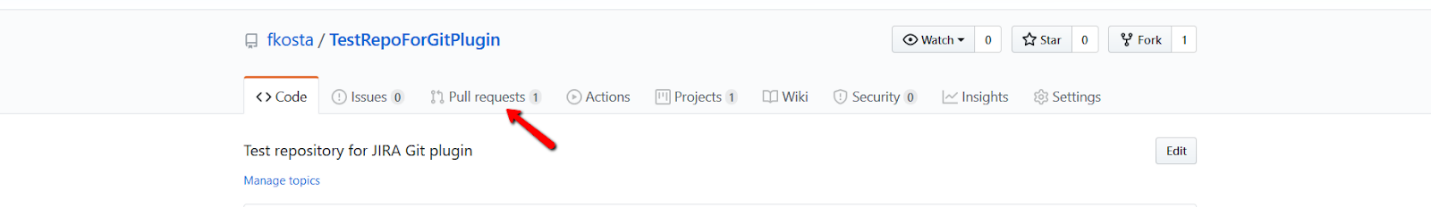 fkosta / TestRepoForGitPlugin
Watch 0 Star 0 Fork 1
<> Code Issues 0 Pull requests 1 Actions Projects 1 Wiki Security 0 Insights Settings
Test repository for JIRA Git plugin
Edit
Manage topics